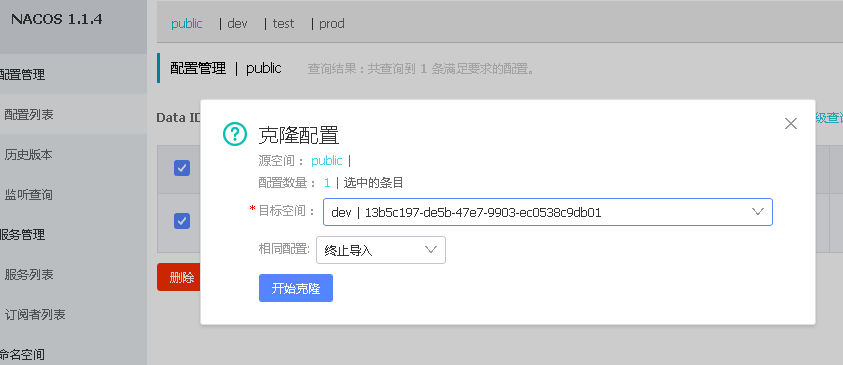 NACOS 1.1.4
public | dev | test | prod
配置管理
配置管理 | public 查询结果：共查询到 1 条满足要求的配置。
配置列表
Data ID
级查询
克隆配置
源空间： public |
历史版本
配置数量： 1 | 选中的条目
监听查询
* 目标空间： dev | 13b5c197-de5b-47e7-9903-ec0538c9db01
服务管理
相同配置: 终止导入
服务列表
删除
开始克隆
订阅者列表
命名空间